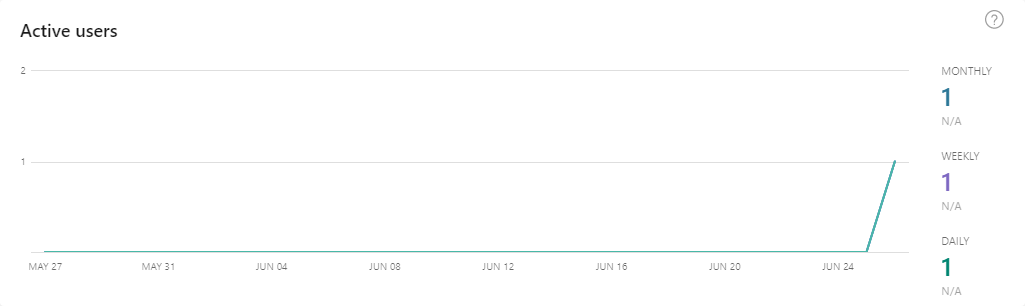 Active users
?
2
1
MAY 27 MAY 31 JUN 04 JUN 08 JUN 12 JUN 16 JUN 20 JUN 24
MONTHLY
1
N/A
WEEKLY
1
N/A
DAILY
1
N/A